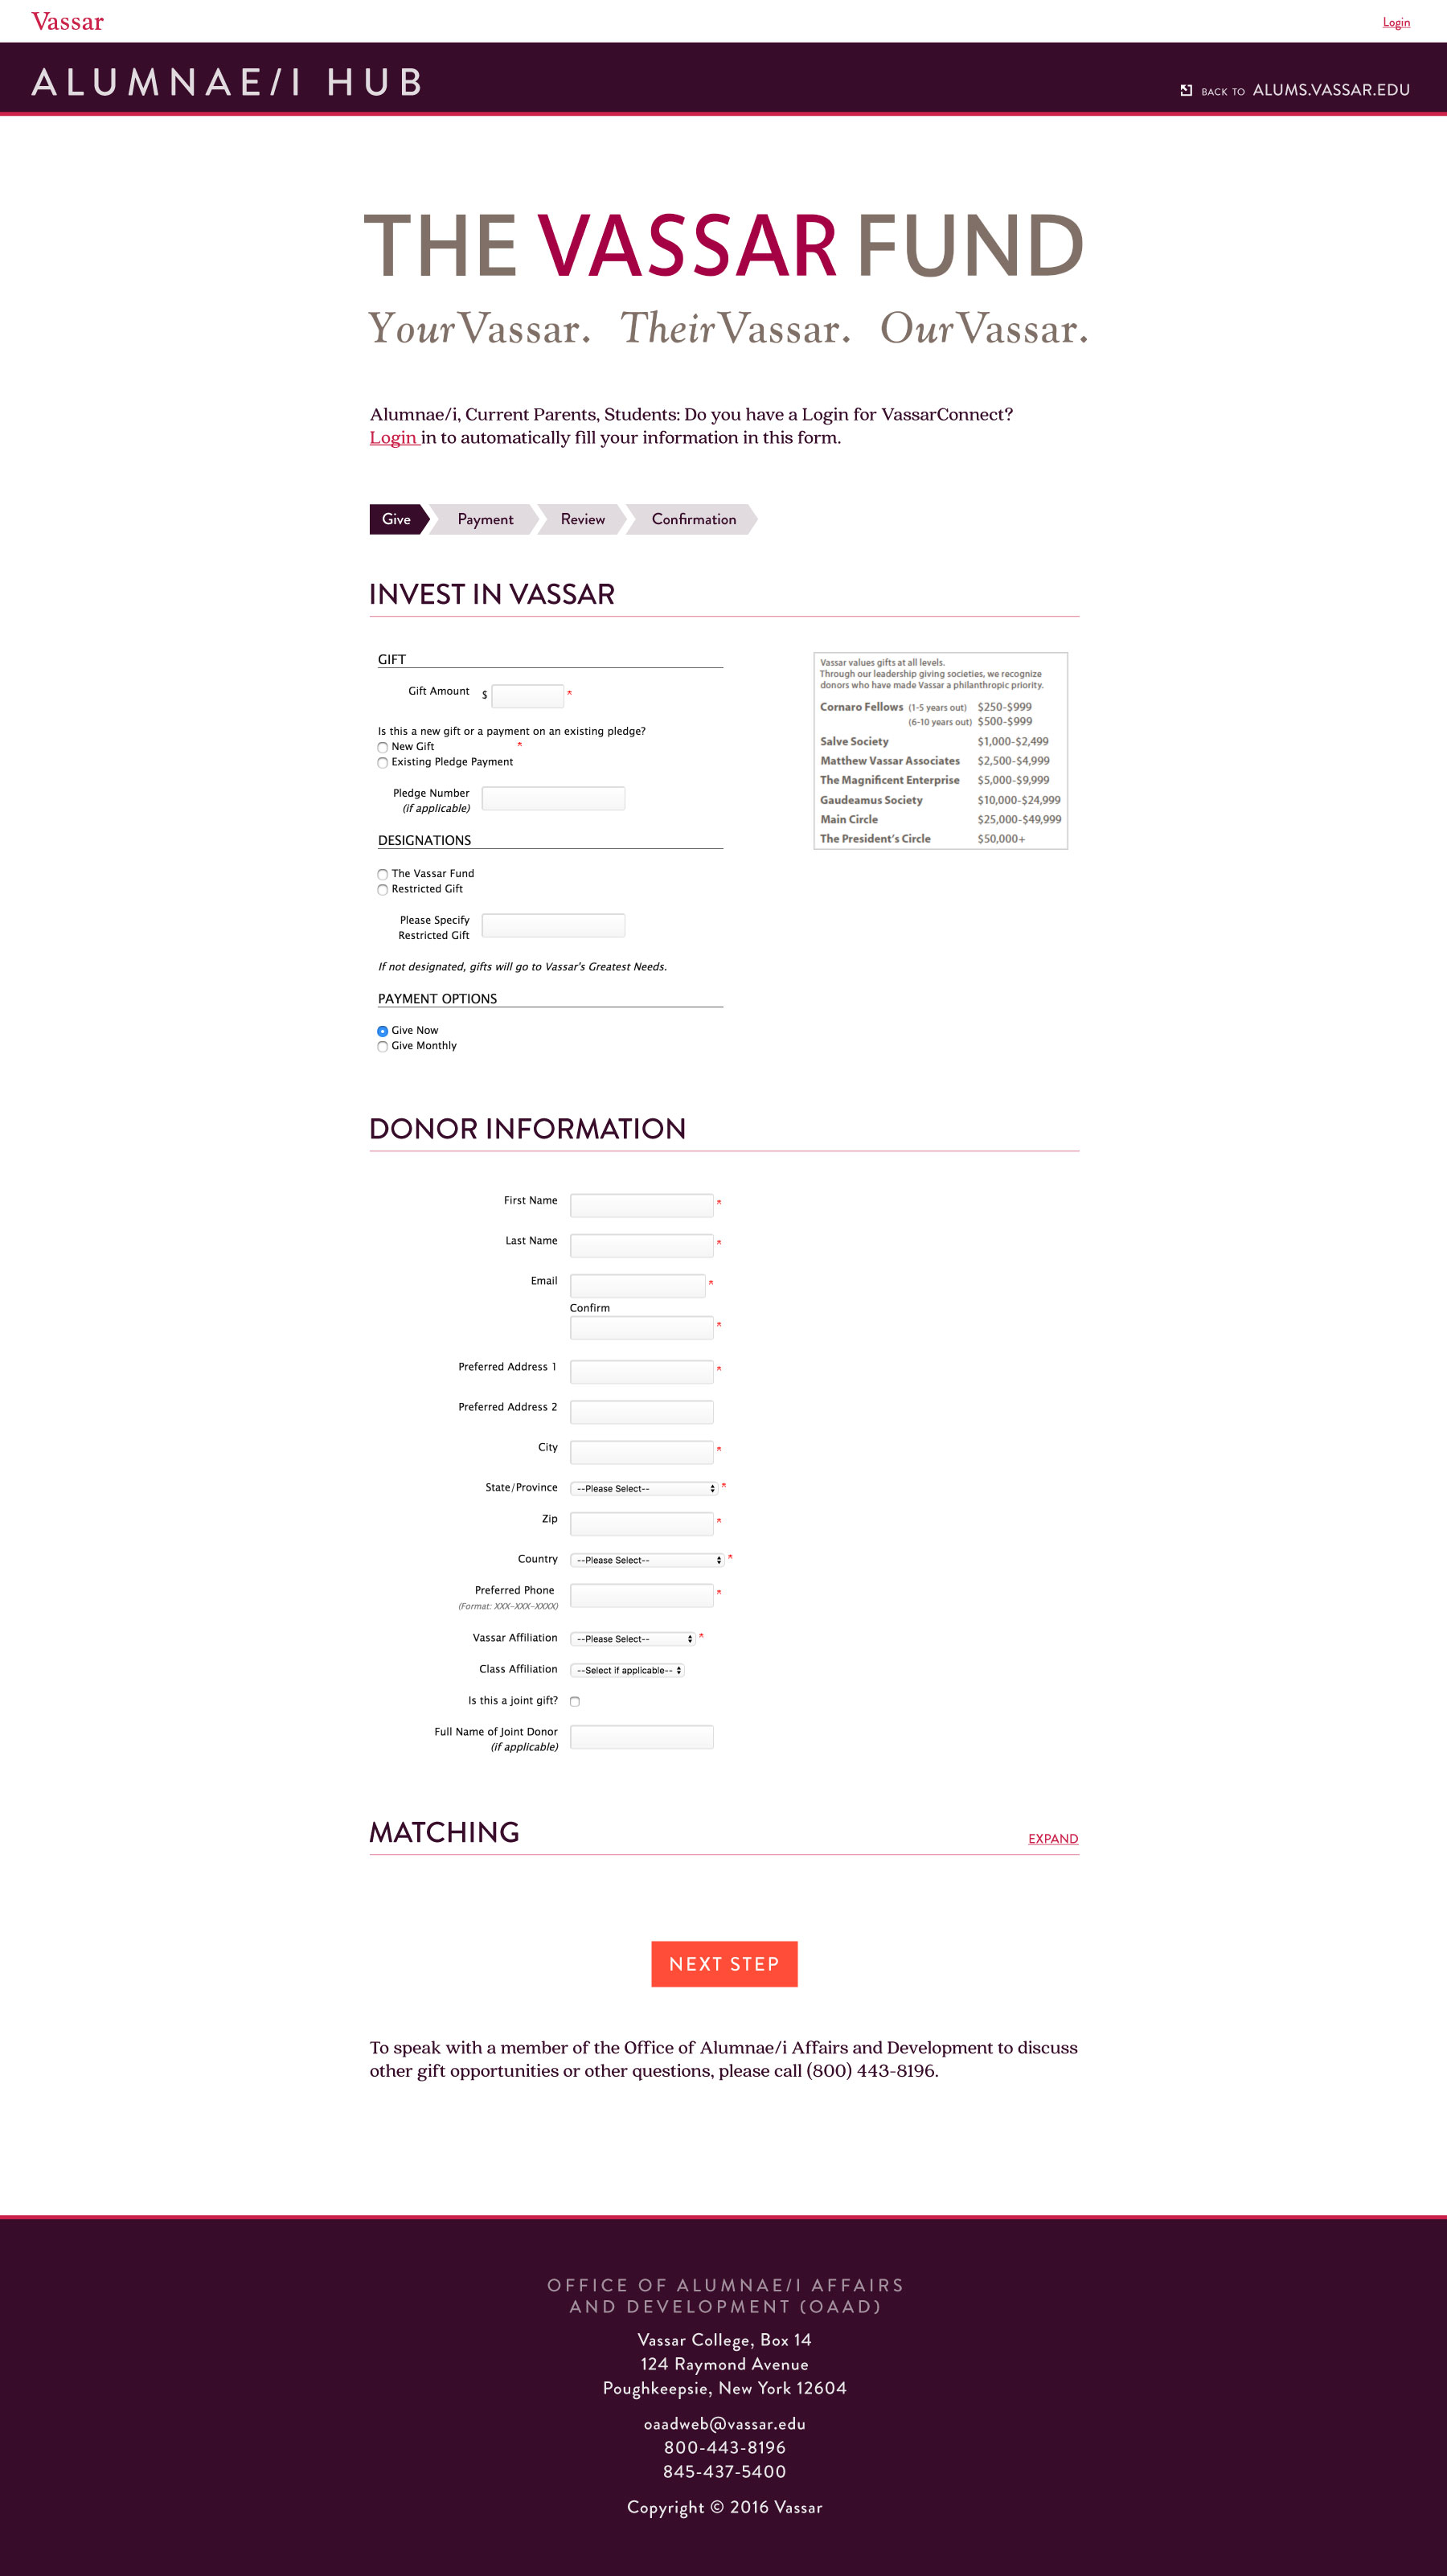 Vassar
Login
ALUMNAE/I HUB
BACK TO ALUMS.VASSAR.EDU
THE VASSAR FUND
YourVassar. TheirVassar. OurVassar.
Alumnae/i, Current Parents, Students: Do you have a Login for VassarConnect?
Login in to automatically fill your information in this form.
Give
Payment
Review
Confirmation
INVEST IN VASSAR
GIFT
Gift Amount $ *
Is this a new gift or a payment on an existing pledge?
New Gift *
Existing Pledge Payment
Pledge Number
(if applicable)
DESIGNATIONS
The Vassar Fund
Restricted Gift
Please Specify
Restricted Gift
If not designated, gifts will go to Vassar's Greatest Needs.
PAYMENT OPTIONS
Give Now
Give Monthly
Vassar values gifts at all levels.
Through our leadership giving societies, we recognize
donors who have made Vassar a philanthropic priority.
Cornaro Fellows (1-5 years out) $250-$999
(6-10 years out) $500-$999
Salve Society $1,000-$2,499
Matthew Vassar Associates $2,500-$4,999
The Magnificent Enterprise $5,000-$9,999
Gaudeamus Society $10,000-$24,999
Main Circle $25,000-$49,999
The President's Circle $50,000+
DONOR INFORMATION
First Name *
Last Name *
Email *
Confirm
*
Preferred Address 1 *
Preferred Address 2
City *
State/Province --Please Select-- *
Zip *
Country --Please Select-- *
Preferred Phone *
(Format: XXX-XXX-XXXX)
Vassar Affiliation --Please Select-- *
Class Affiliation --Select if applicable--
Is this a joint gift?
Full Name of Joint Donor
(if applicable)
MATCHING
EXPAND
NEXT STEP
To speak with a member of the Office of Alumnae/i Affairs and Development to discuss
other gift opportunities or other questions, please call (800) 443-8196.
OFFICE OF ALUMNAE/I AFFAIRS
AND DEVELOPMENT (OAAD)
Vassar College, Box 14
124 Raymond Avenue
Poughkeepsie, New York 12604
oaadweb@vassar.edu
800-443-8196
845-437-5400
Copyright © 2016 Vassar